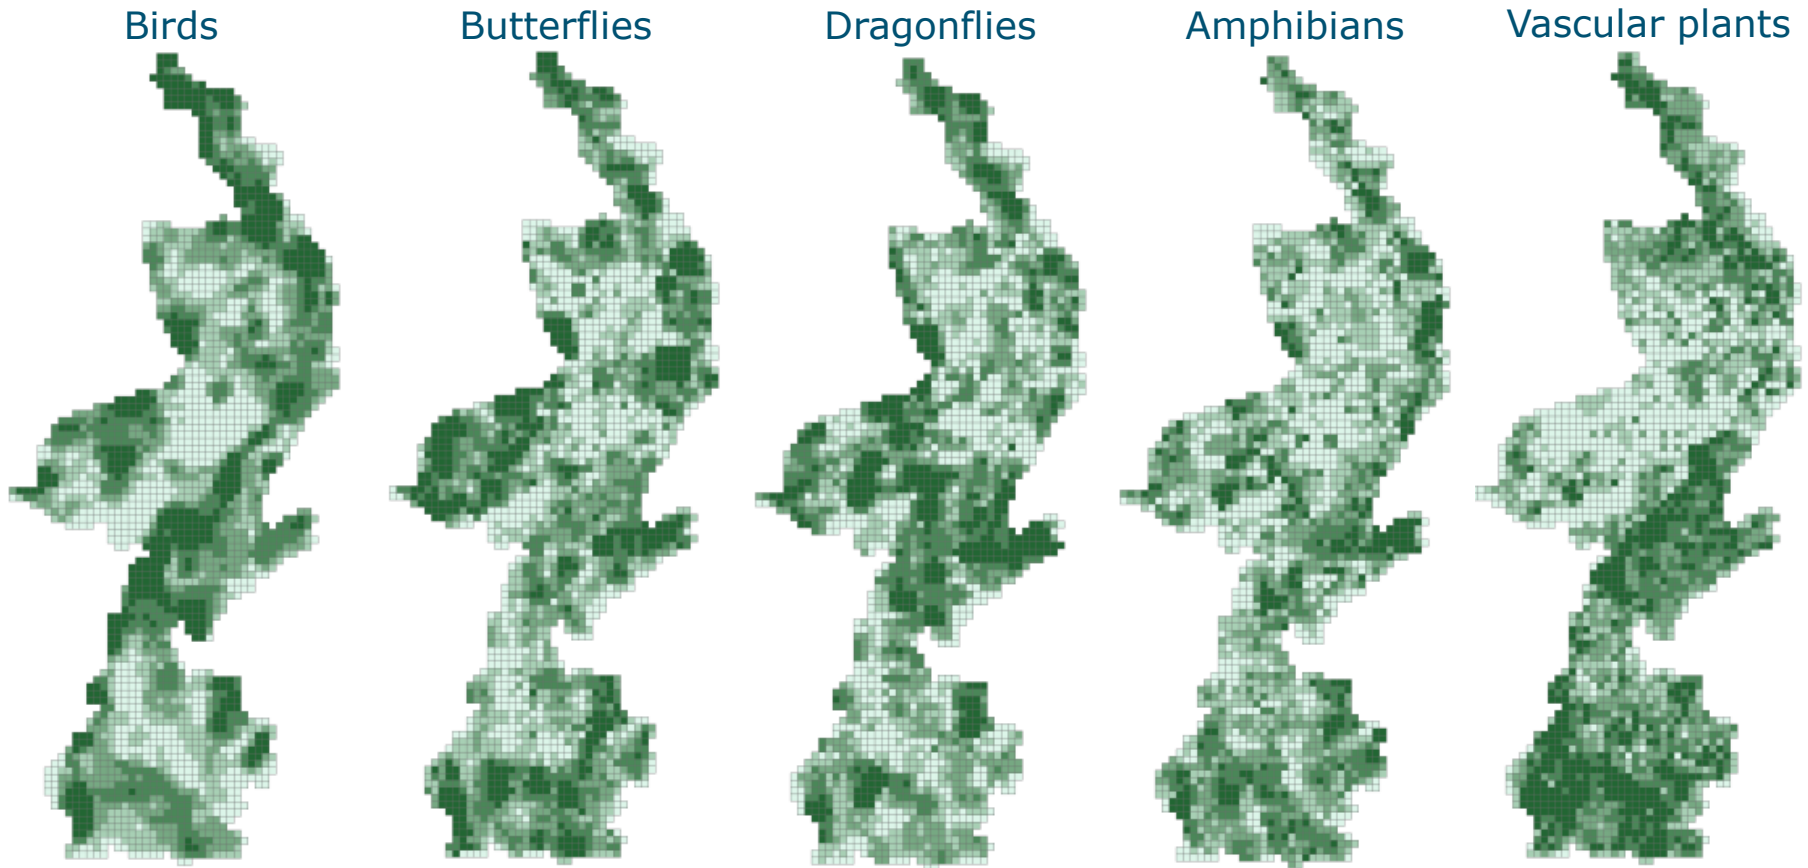 Birds
Butterflies
Dragonflies
Amphibians
Vascular plants